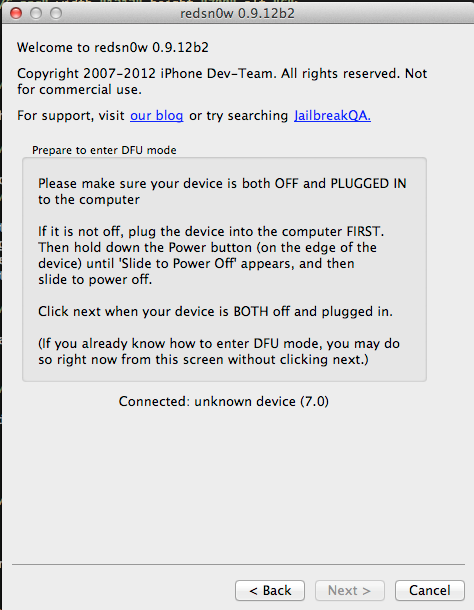 redsn0w 0.9.12b2
Welcome to redsn0w 0.9.12b2
Copyright 2007-2012 iPhone Dev-Team. All rights reserved. Not
for commercial use.
For support, visit our blog or try searching JailbreakQA.
Prepare to enter DFU mode
Please make sure your device is both OFF and PLUGGED IN
to the computer
If it is not off, plug the device into the computer FIRST.
Then hold down the Power button (on the edge of the
device) until 'Slide to Power Off' appears, and then
slide to power off.
Click next when your device is BOTH off and plugged in.
(If you already know how to enter DFU mode, you may do
so right now from this screen without clicking next.)
Connected: unknown device (7.0)
< Back Next > Cancel